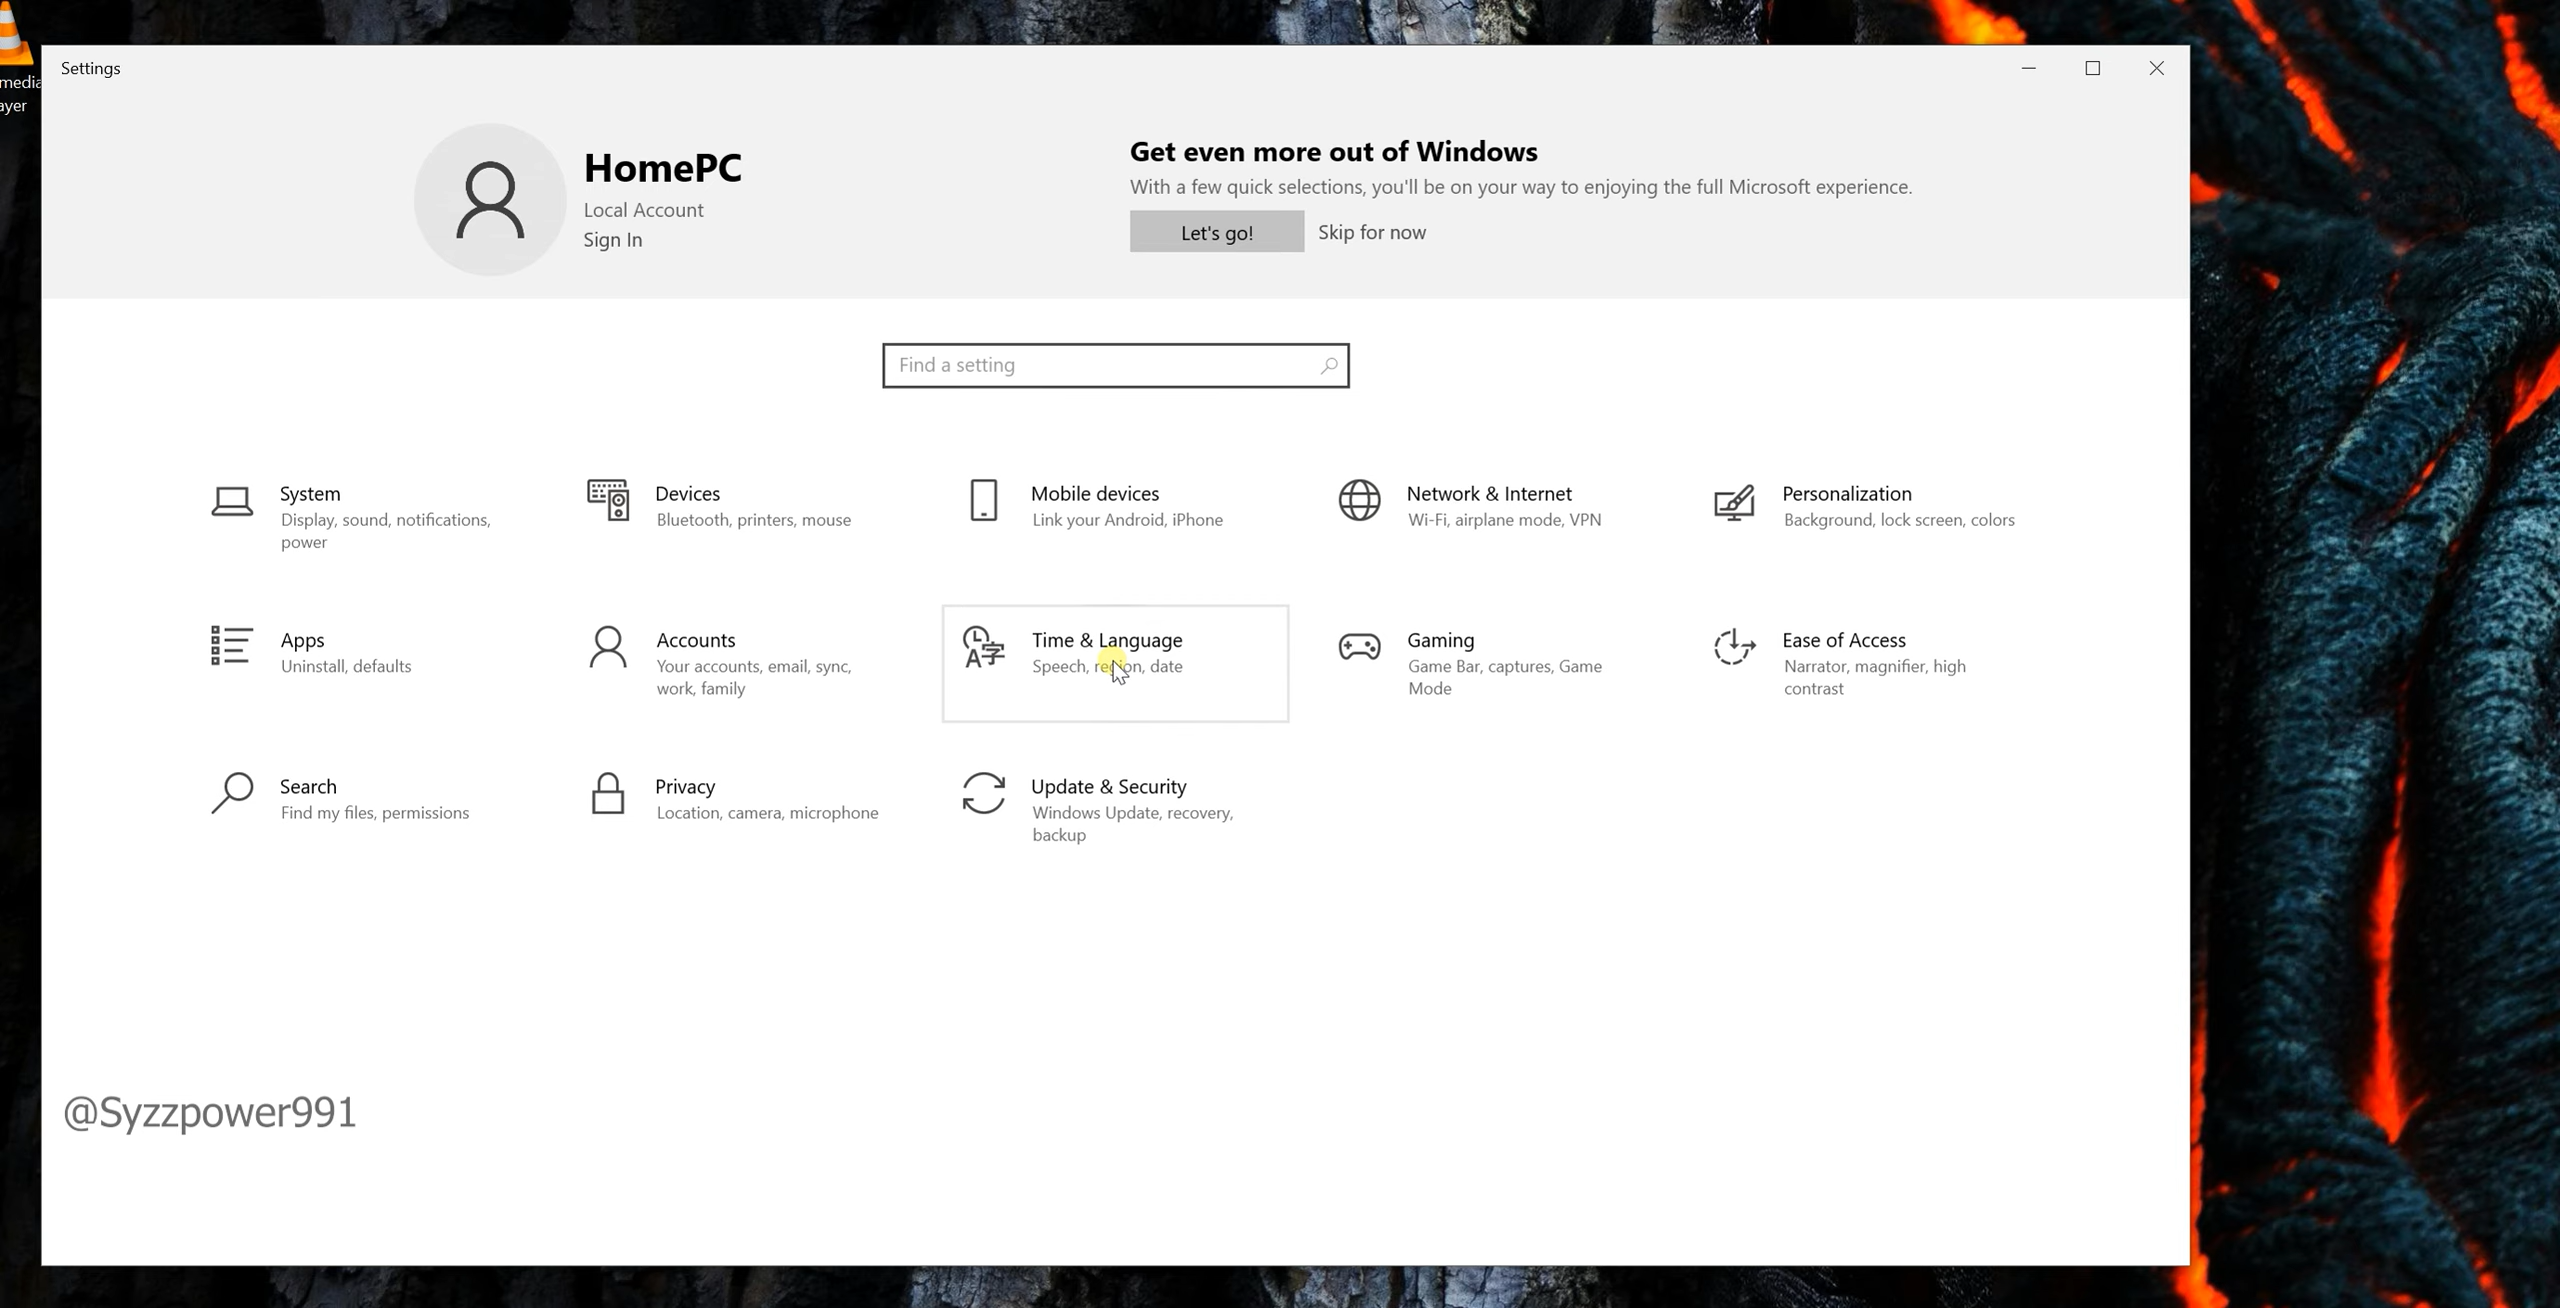 media
ayer
Settings
HomePC
Local Account
Sign In
Get even more out of Windows
With a few quick selections, you'll be on your way to enjoying the full Microsoft experience.
Let's go!
Skip for now
Find a setting
System
Display, sound, notifications,
power
Devices
Bluetooth, printers, mouse
Mobile devices
Link your Android, iPhone
Network & Internet
Wi-Fi, airplane mode, VPN
Personalization
Background, lock screen, colors
Apps
Uninstall, defaults
Accounts
Your accounts, email, sync,
work, family
Time & Language
Speech, region, date
Gaming
Game Bar, captures, Game
Mode
Ease of Access
Narrator, magnifier, high
contrast
Search
Find my files, permissions
Privacy
Location, camera, microphone
Update & Security
Windows Update, recovery,
backup
@Syzzpower991